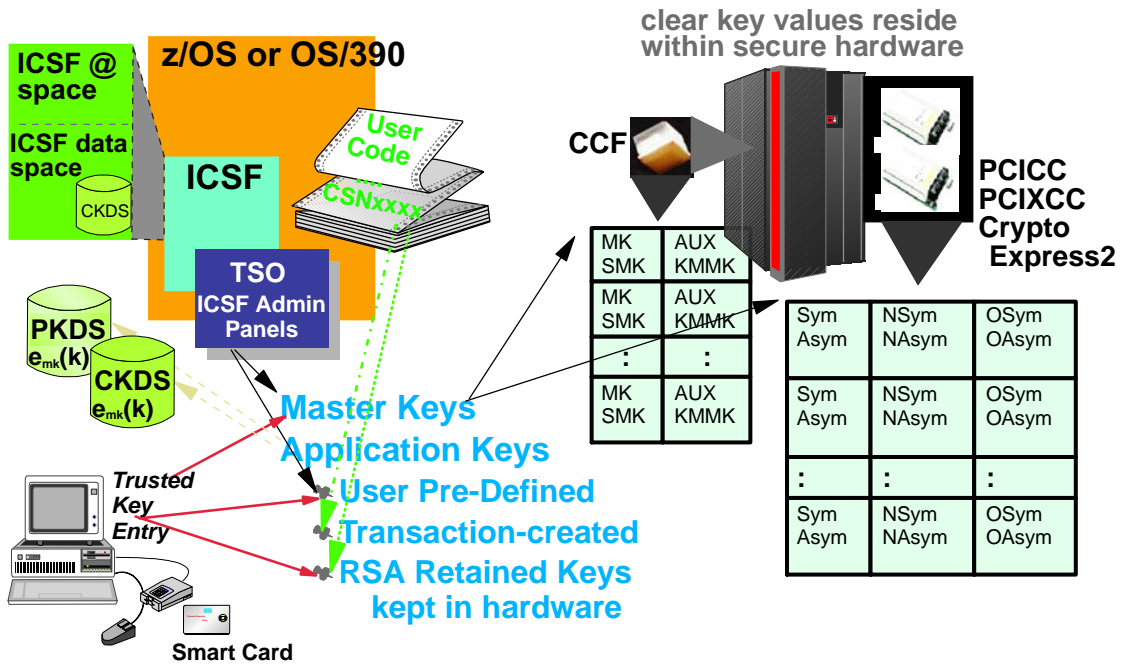 clear key values reside
within secure hardware
z/OS or OS/390
ICSF @
space
ICSF data
space
CKDS
ICSF
User
Code
CSNxxxx
CCF
PCICC
PCIXCC
Crypto
Express2
TSO
ICSF Admin
Panels
PKDS
emk(k)
CKDS
emk(k)
MK
SMK
AUX
KMMK
MK
SMK
AUX
KMMK
:
:
MK
SMK
AUX
KMMK
Sym
Asym
NSym
NAsym
OSym
OAsym
Sym
Asym
NSym
NAsym
OSym
OAsym
:
:
:
Sym
Asym
NSym
NAsym
OSym
OAsym
Master Keys
Application Keys
User Pre-Defined
Transaction-created
RSA Retained Keys
kept in hardware
Trusted
Key
Entry
Smart Card